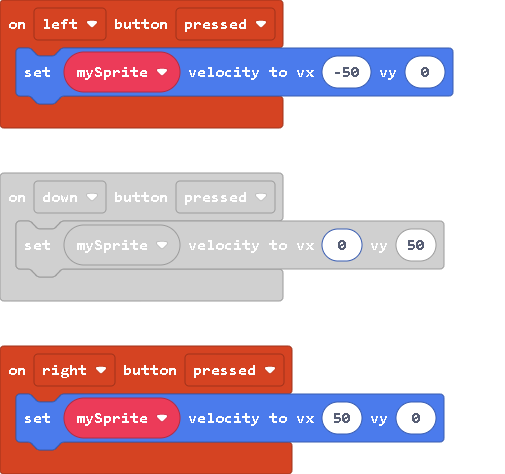 on left button pressed
set mySprite velocity to vx -50 vy 0
on down button pressed
set mySprite velocity to vx 0 vy 50
on right button pressed
set mySprite velocity to vx 50 vy 0